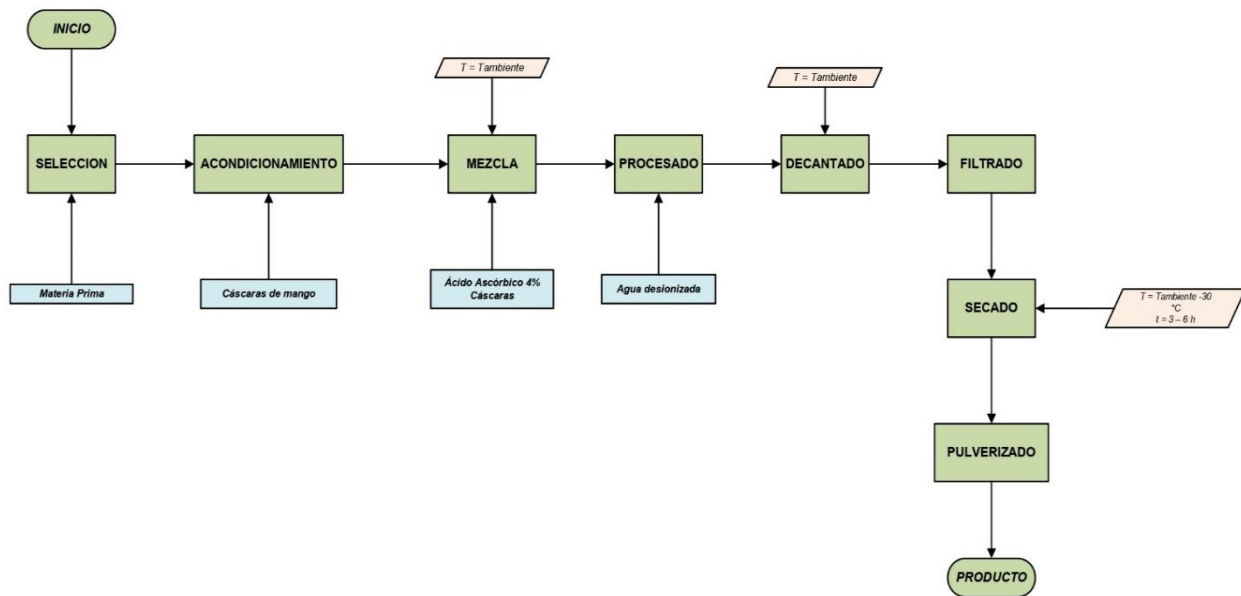 INICIO
T = Tambiente
T = Tambiente
SELECCION
ACONDICIONAMIENTO
MEZCLA
PROCESADO
DECANTADO
FILTRADO
Materia Prima
Cáscaras de mango
Ácido Ascórbico 4%
Cáscaras
Agua desionizada
SECADO
T = Tambiente -30
°C
t = 3 – 6 h
PULVERIZADO
PRODUCTO